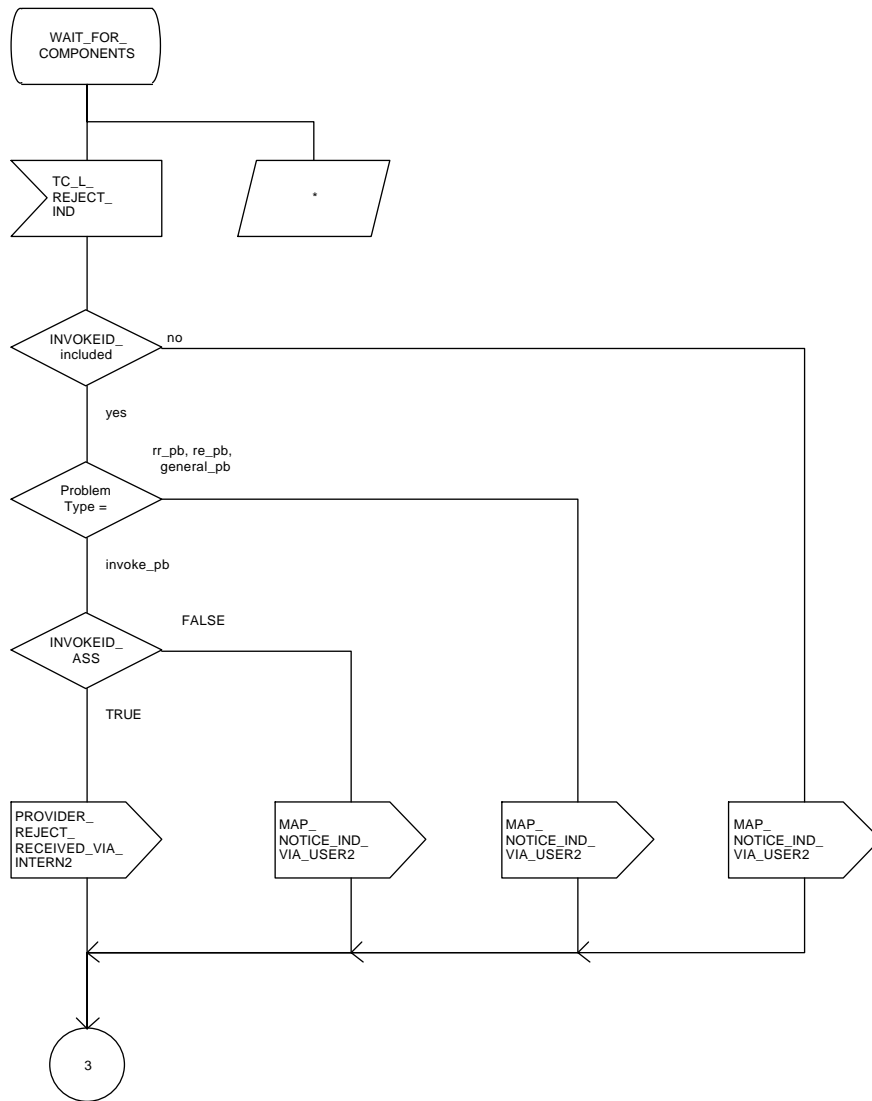 WAIT_FOR_
COMPONENTS
TC_L_
REJECT_
IND
*
INVOKEID_
included
no
yes
rr_pb, re_pb,
general_pb
Problem
Type =
invoke_pb
FALSE
INVOKEID_
ASS
TRUE
PROVIDER_
REJECT_
RECEIVED_VIA_
INTERN2
MAP_
NOTICE_IND_
VIA_USER2
MAP_
NOTICE_IND_
VIA_USER2
MAP_
NOTICE_IND_
VIA_USER2
3